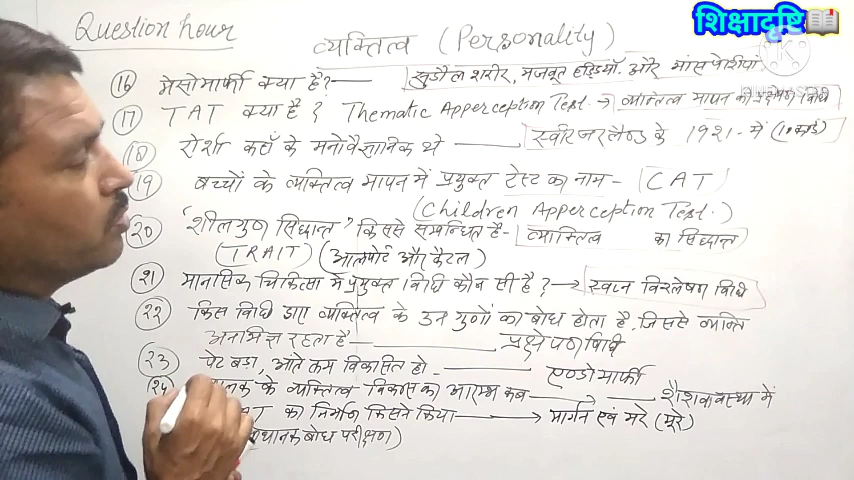 Question hour
शिक्षादृष्टि
व्यक्तित्व (Personality)
16 मेसोमार्फी क्या है?— सुडौल शरीर, मजबूत हड्डियाँ. और मांसपेशियाँ
17 TAT क्या है? Thematic Apperception Test. → व्यक्तित्व मापन की प्रक्षेपण विधि
18 रोर्शा कहाँ के मनोवैज्ञानिक थे — स्वीटजरलैण्ड के 1921 - में (10 कार्ड)
19 बच्चों के व्यक्तित्व मापन में प्रयुक्त टेस्ट का नाम - CAT
(Children Apperception Test.)
20 "शीलगुण सिद्धान्त" किससे सम्बन्धित है - व्यक्तित्व का सिद्धान्त
(TRAIT) (आलपोर्ट और कैटल)
21 मानसिक चिकित्सा में प्रयुक्त विधि कौन सी है? → स्वप्न विश्लेषण विधि
22 किस विधि द्वारा व्यक्तित्व के उन गुणों का बोध होता है, जिससे व्यक्ति
अनभिज्ञ रहता है — प्रक्षेपण विधि
23 पेट बड़ा, आंते कम विकसित हो - — एण्डोमार्फी
24 के व्यक्तित्व विकास का आरम्भ कब — शैशवावस्था में
का निर्माण किसने किया → मार्गन एवं मरे (मूरे)
बोध परीक्षण)